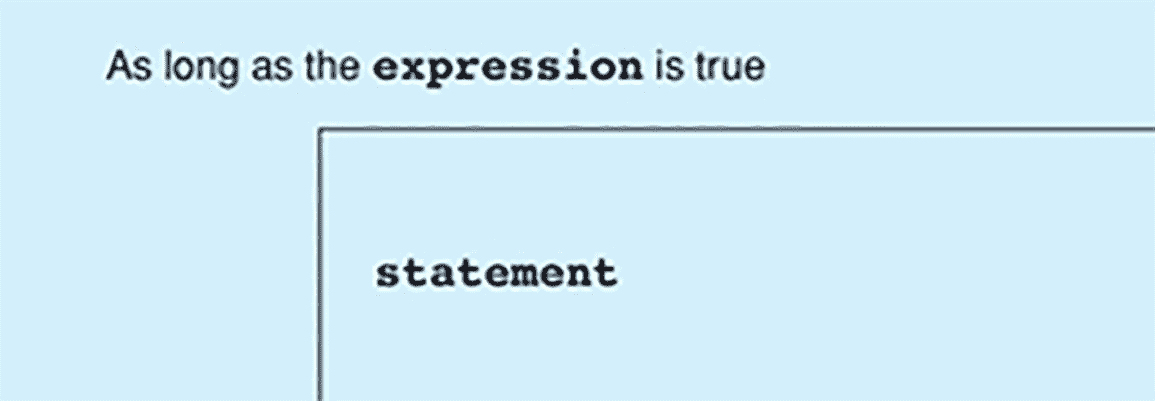 As long as the expression is true
statement